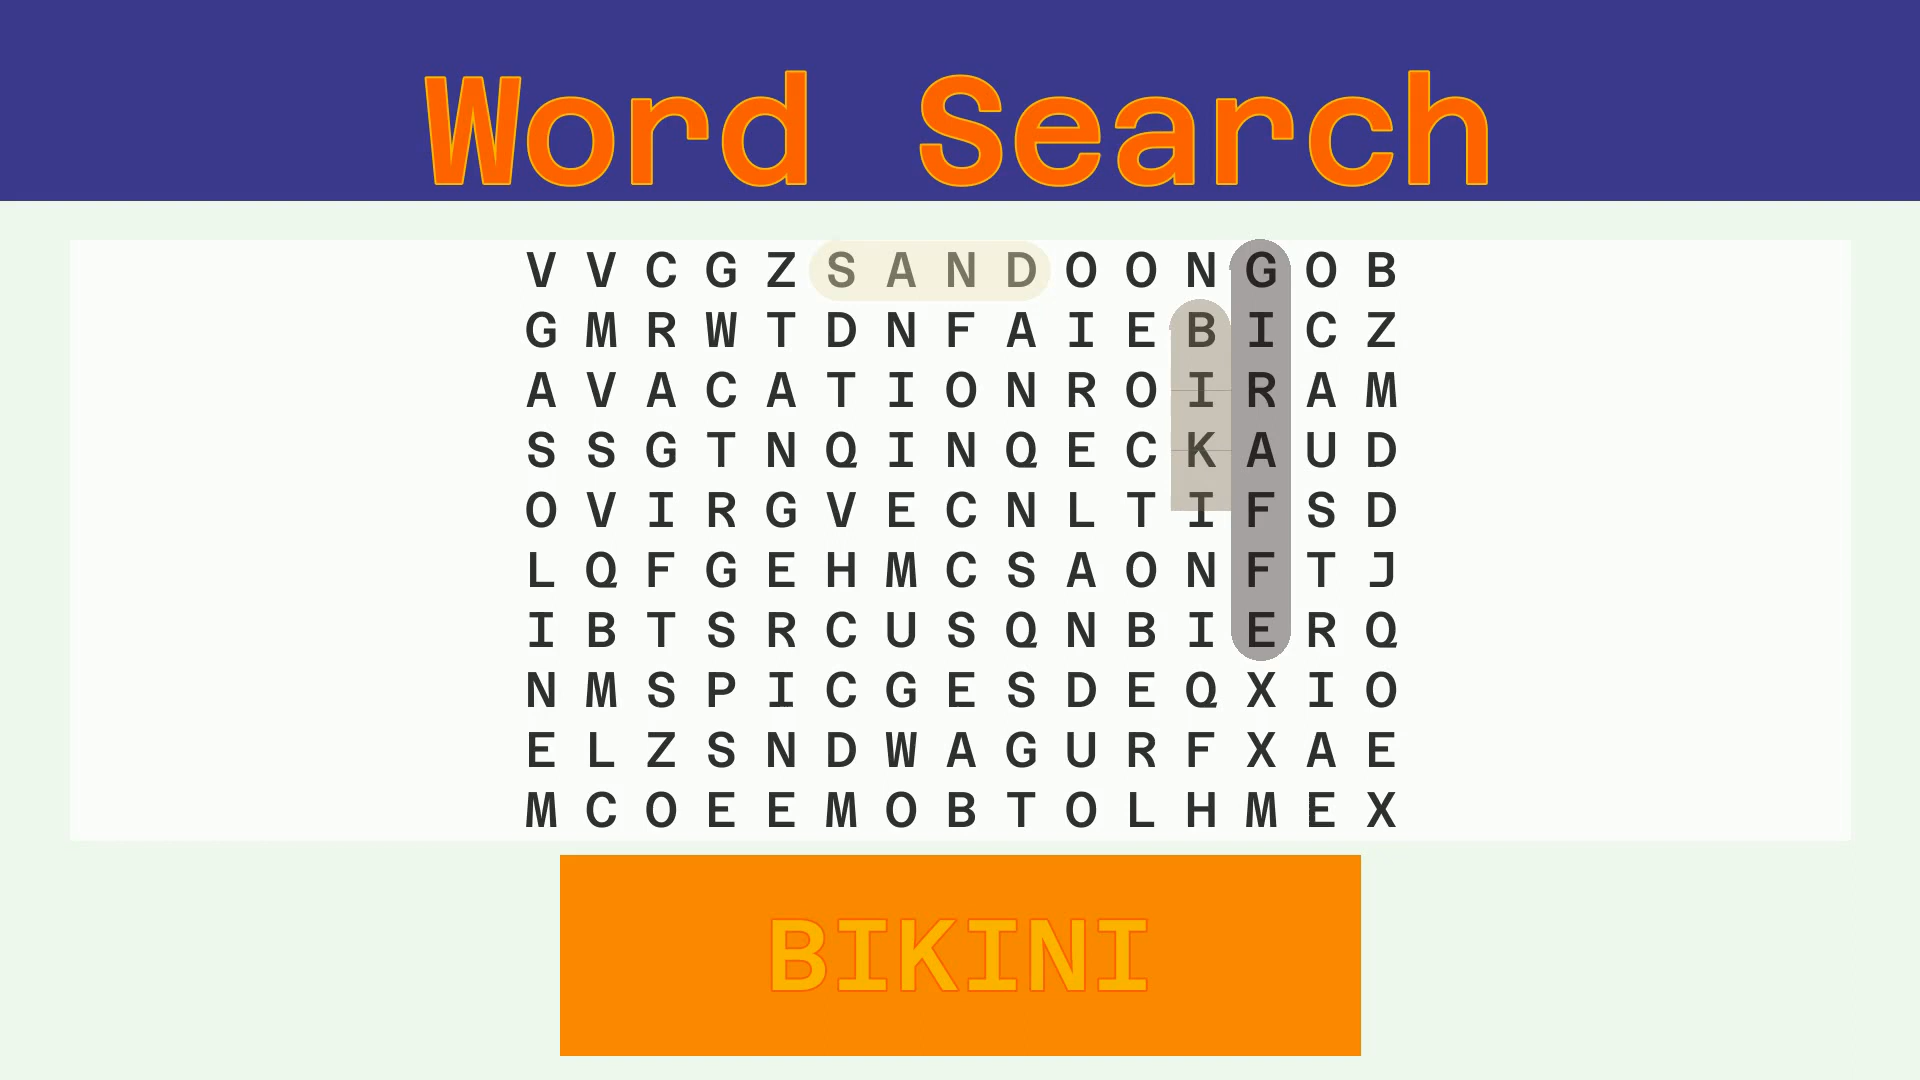 Word Search
V V C G Z S A N D O O N G O B
G M R W T D N F A I E B I C Z
A V A C A T I O N R O I R A M
S S G T N Q I N Q E C K A U D
O V I R G V E C N L T I F S D
L Q F G E H M C S A O N F T J
I B T S R C U S Q N B I E R Q
N M S P I C G E S D E Q X I O
E L Z S N D W A G U R F X A E
M C O E E M O B T O L H M E X
BIKINI